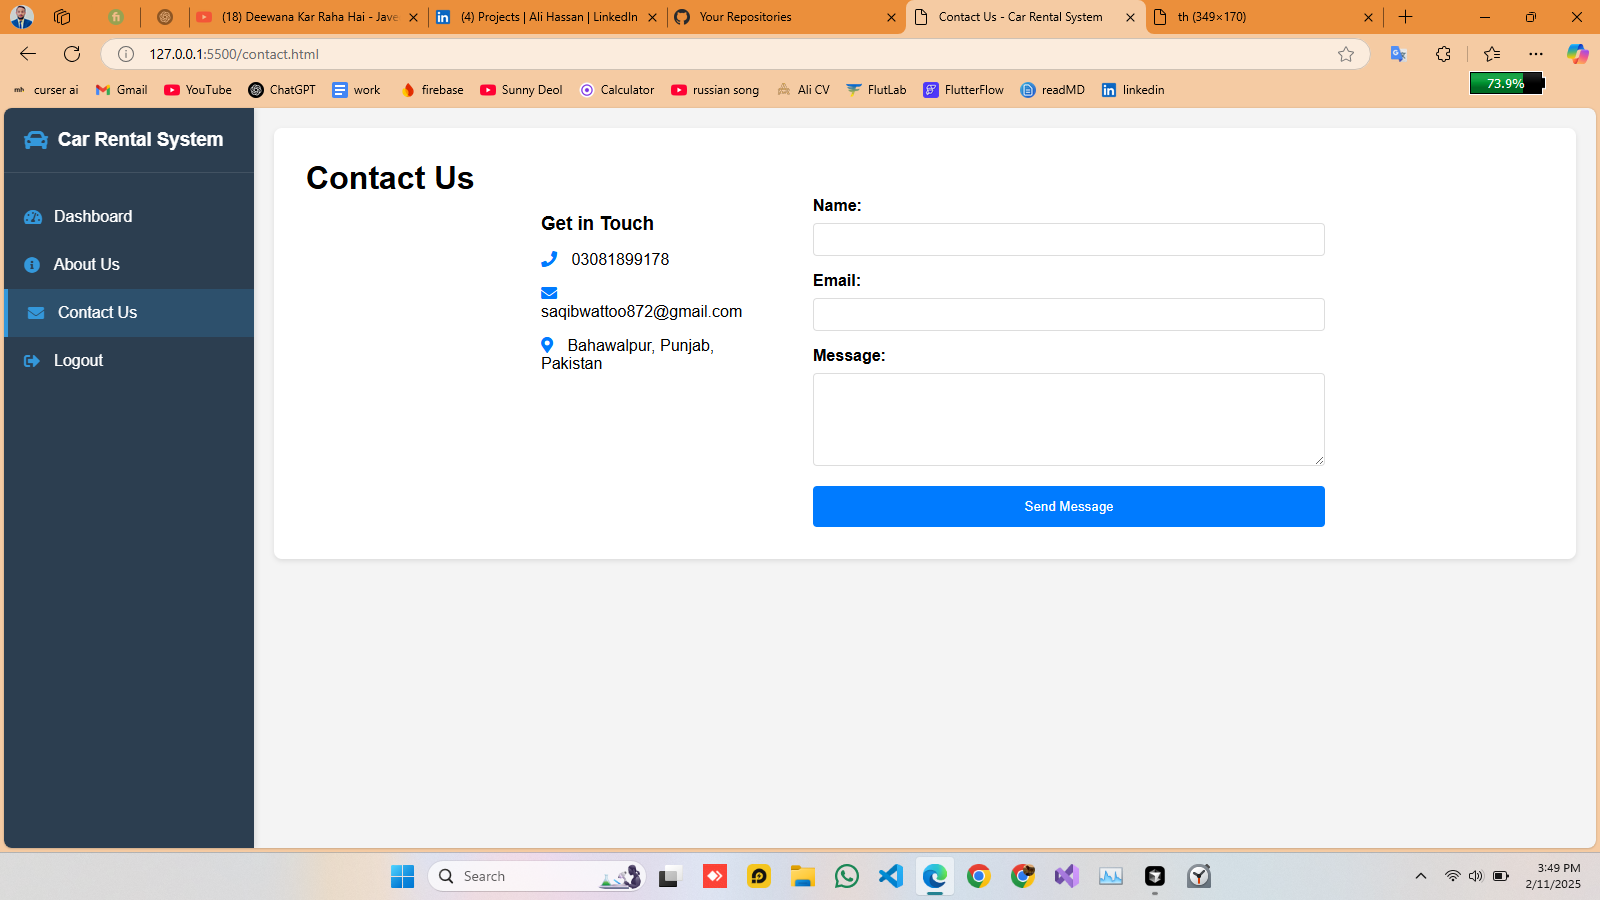 (18) Deewana Kar Raha Hai - Jave
(4) Projects | Ali Hassan | LinkedIn
Your Repositories
Contact Us - Car Rental System
th (349×170)
127.0.0.1:5500/contact.html
curser ai
Gmail
YouTube
ChatGPT
work
firebase
Sunny Deol
Calculator
russian song
Ali CV
FlutLab
FlutterFlow
readMD
linkedin
73.9%
Car Rental System
Dashboard
About Us
Contact Us
Logout
Contact Us
Get in Touch
03081899178
saqibwattoo872@gmail.com
Bahawalpur, Punjab,
Pakistan
Name:
Email:
Message:
Send Message
Search
3:49 PM
2/11/2025